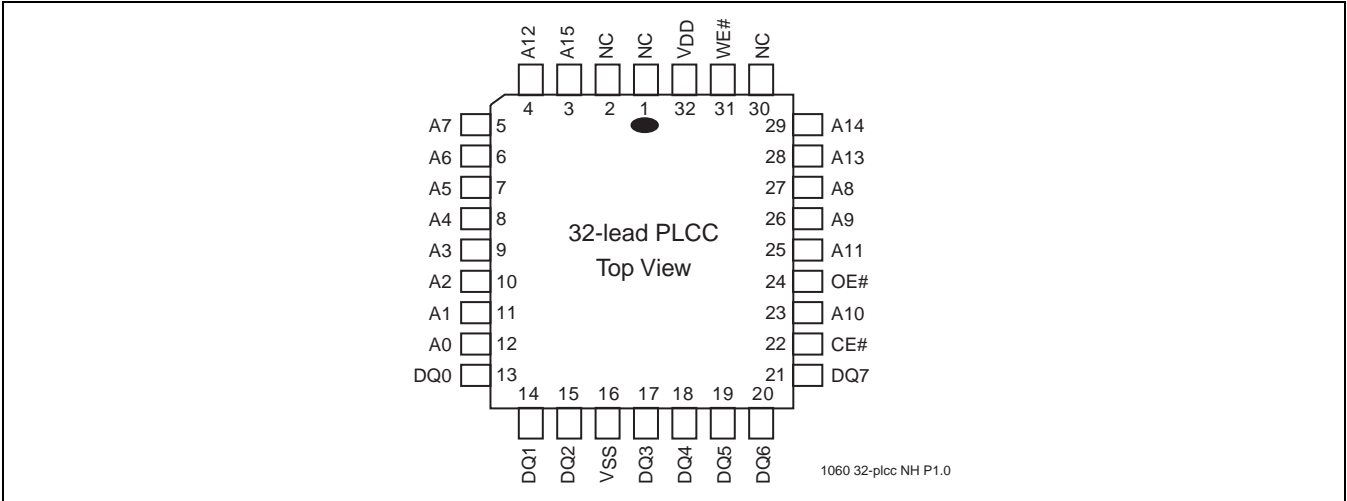 A12 A15 NC NC VDD WE# NC
4 3 2 1 32 31 30
A7 5 29 A14
A6 6 28 A13
A5 7 27 A8
A4 8 26 A9
A3 9 25 A11
32-lead PLCC
Top View
A2 10 24 OE#
A1 11 23 A10
A0 12 22 CE#
DQ0 13 21 DQ7
14 15 16 17 18 19 20
DQ1 DQ2 VSS DQ3 DQ4 DQ5 DQ6
1060 32-plcc NH P1.0